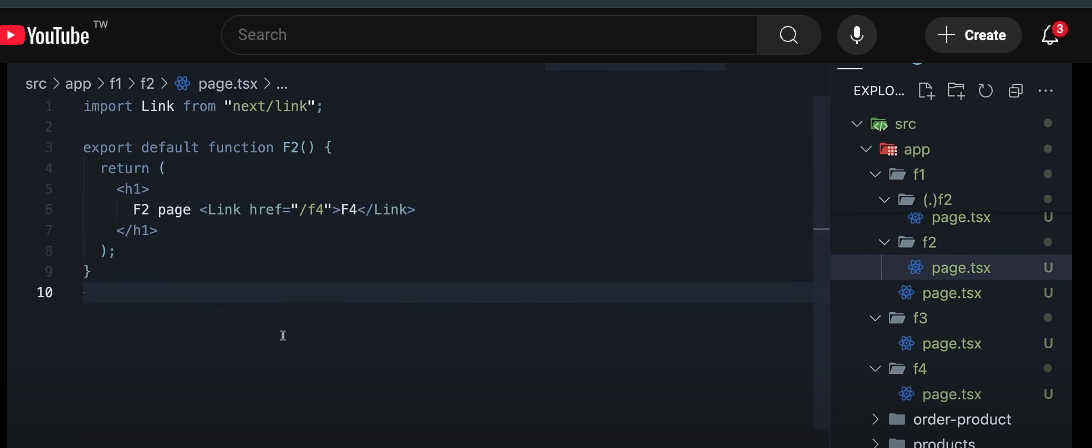 YouTube TW
Search
Create
3
src > app > f1 > f2 > page.tsx > ...
EXPLO...
1 import Link from "next/link";
2
3 export default function F2() {
4 return (
5 <h1>
6 F2 page <Link href="/f4">F4</Link>
7 </h1>
8 );
9 }
10
src
app
f1
(.)f2
page.tsx U
f2
page.tsx U
page.tsx U
f3
page.tsx U
f4
page.tsx U
order-product
products